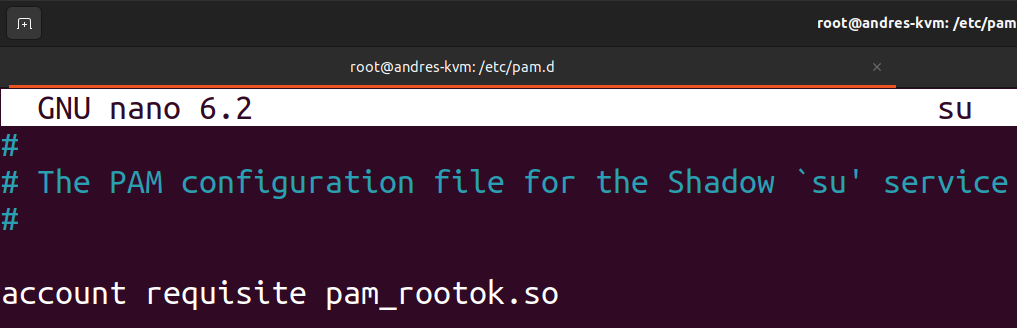 root@andres-kvm: /etc/pam
root@andres-kvm: /etc/pam.d ×
GNU nano 6.2 su
#
# The PAM configuration file for the Shadow `su' service
#
account requisite pam_rootok.so